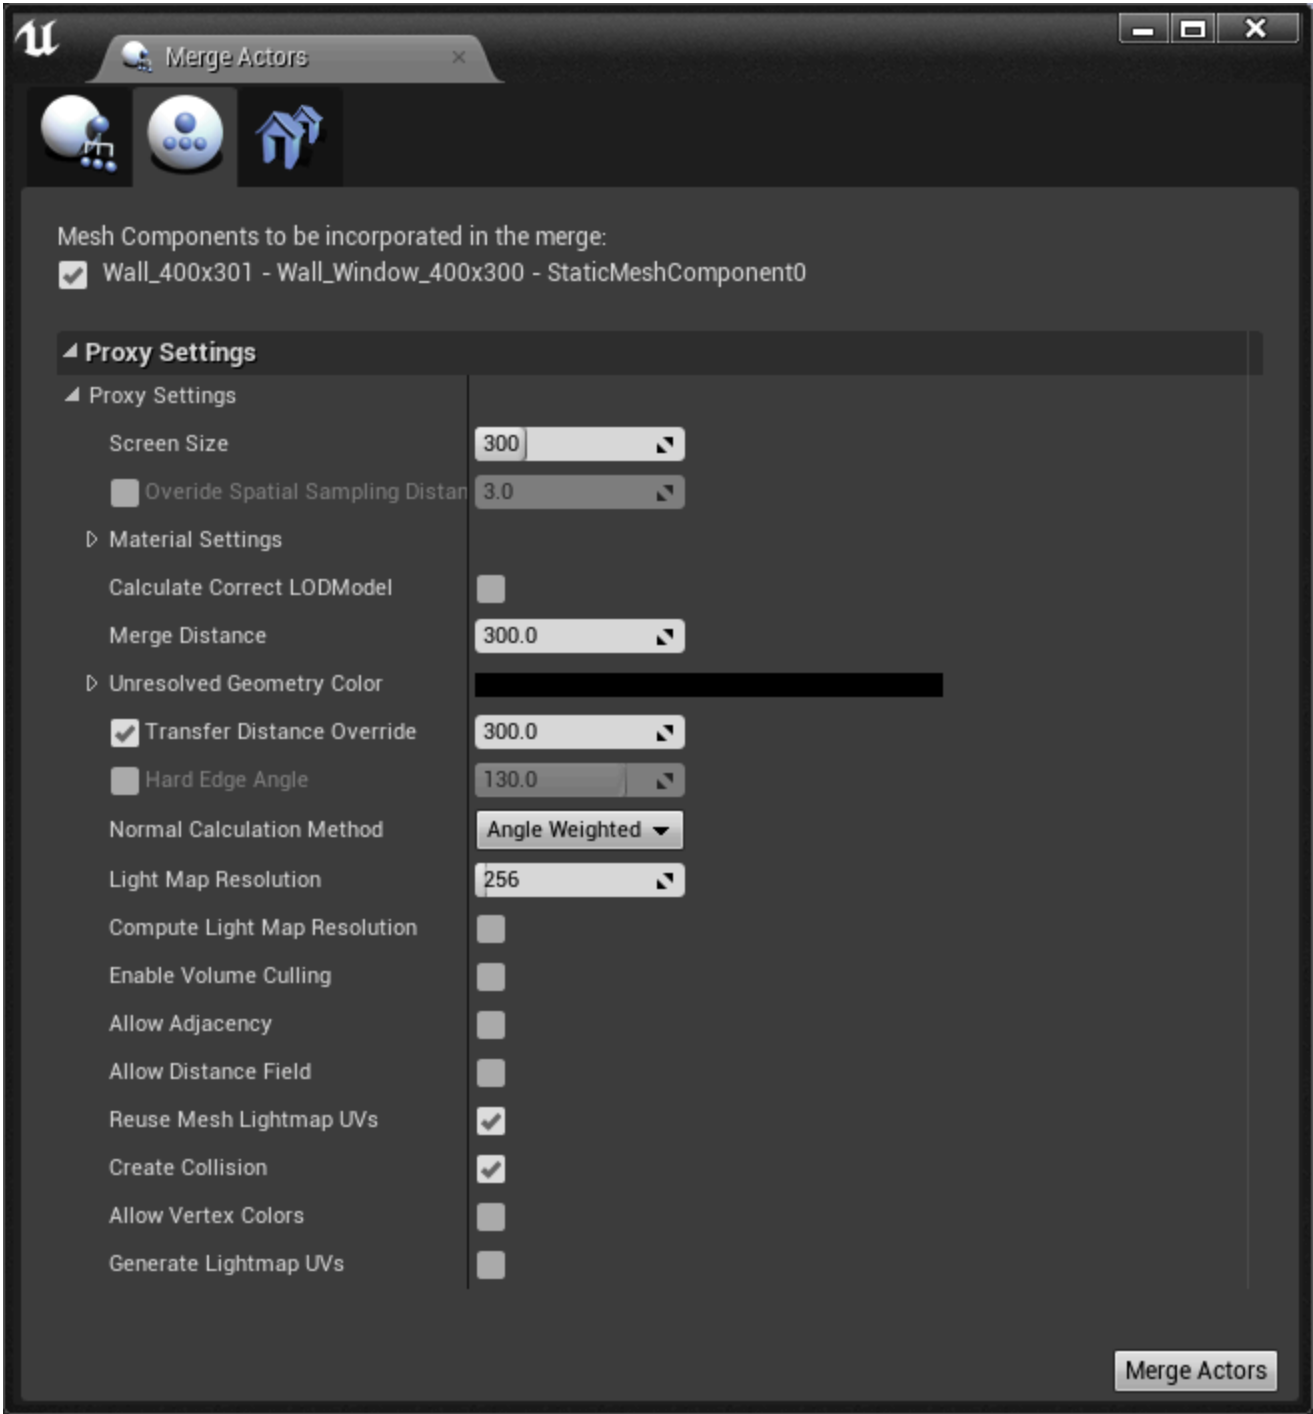 Merge Actors
Mesh Components to be incorporated in the merge:
Wall_400x301 - Wall_Window_400x300 - StaticMeshComponent0
Proxy Settings
Proxy Settings
Screen Size 300
Overide Spatial Sampling Distan 3.0
Material Settings
Calculate Correct LODModel
Merge Distance 300.0
Unresolved Geometry Color
Transfer Distance Override 300.0
Hard Edge Angle 130.0
Normal Calculation Method Angle Weighted
Light Map Resolution 256
Compute Light Map Resolution
Enable Volume Culling
Allow Adjacency
Allow Distance Field
Reuse Mesh Lightmap UVs
Create Collision
Allow Vertex Colors
Generate Lightmap UVs
Merge Actors